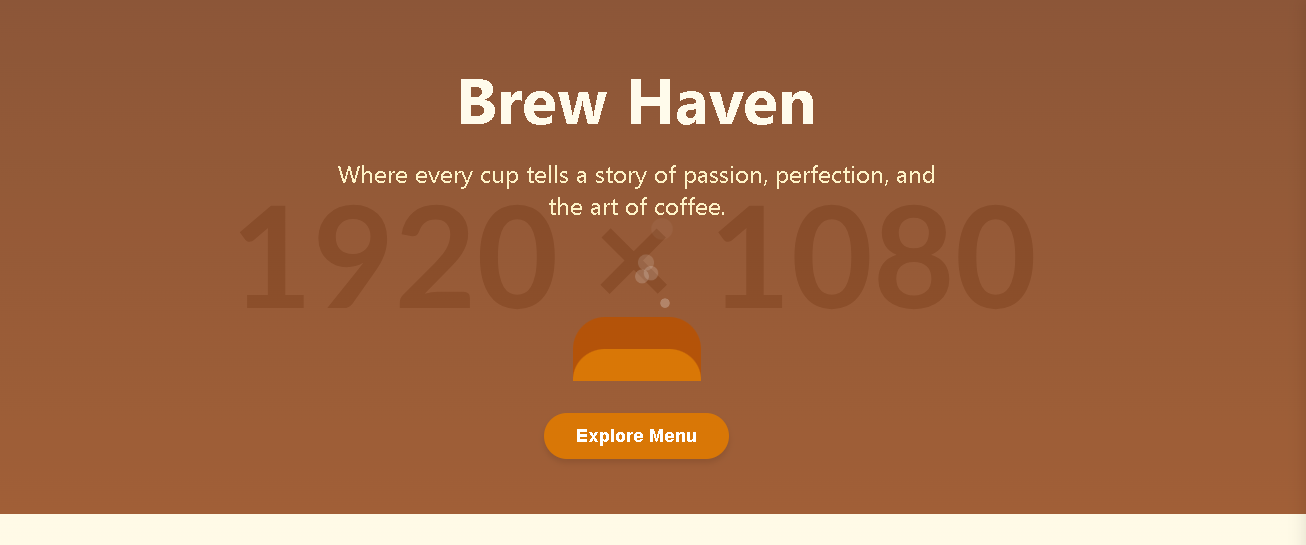 Brew Haven
Where every cup tells a story of passion, perfection, and
the art of coffee.
1920 × 1080
Explore Menu